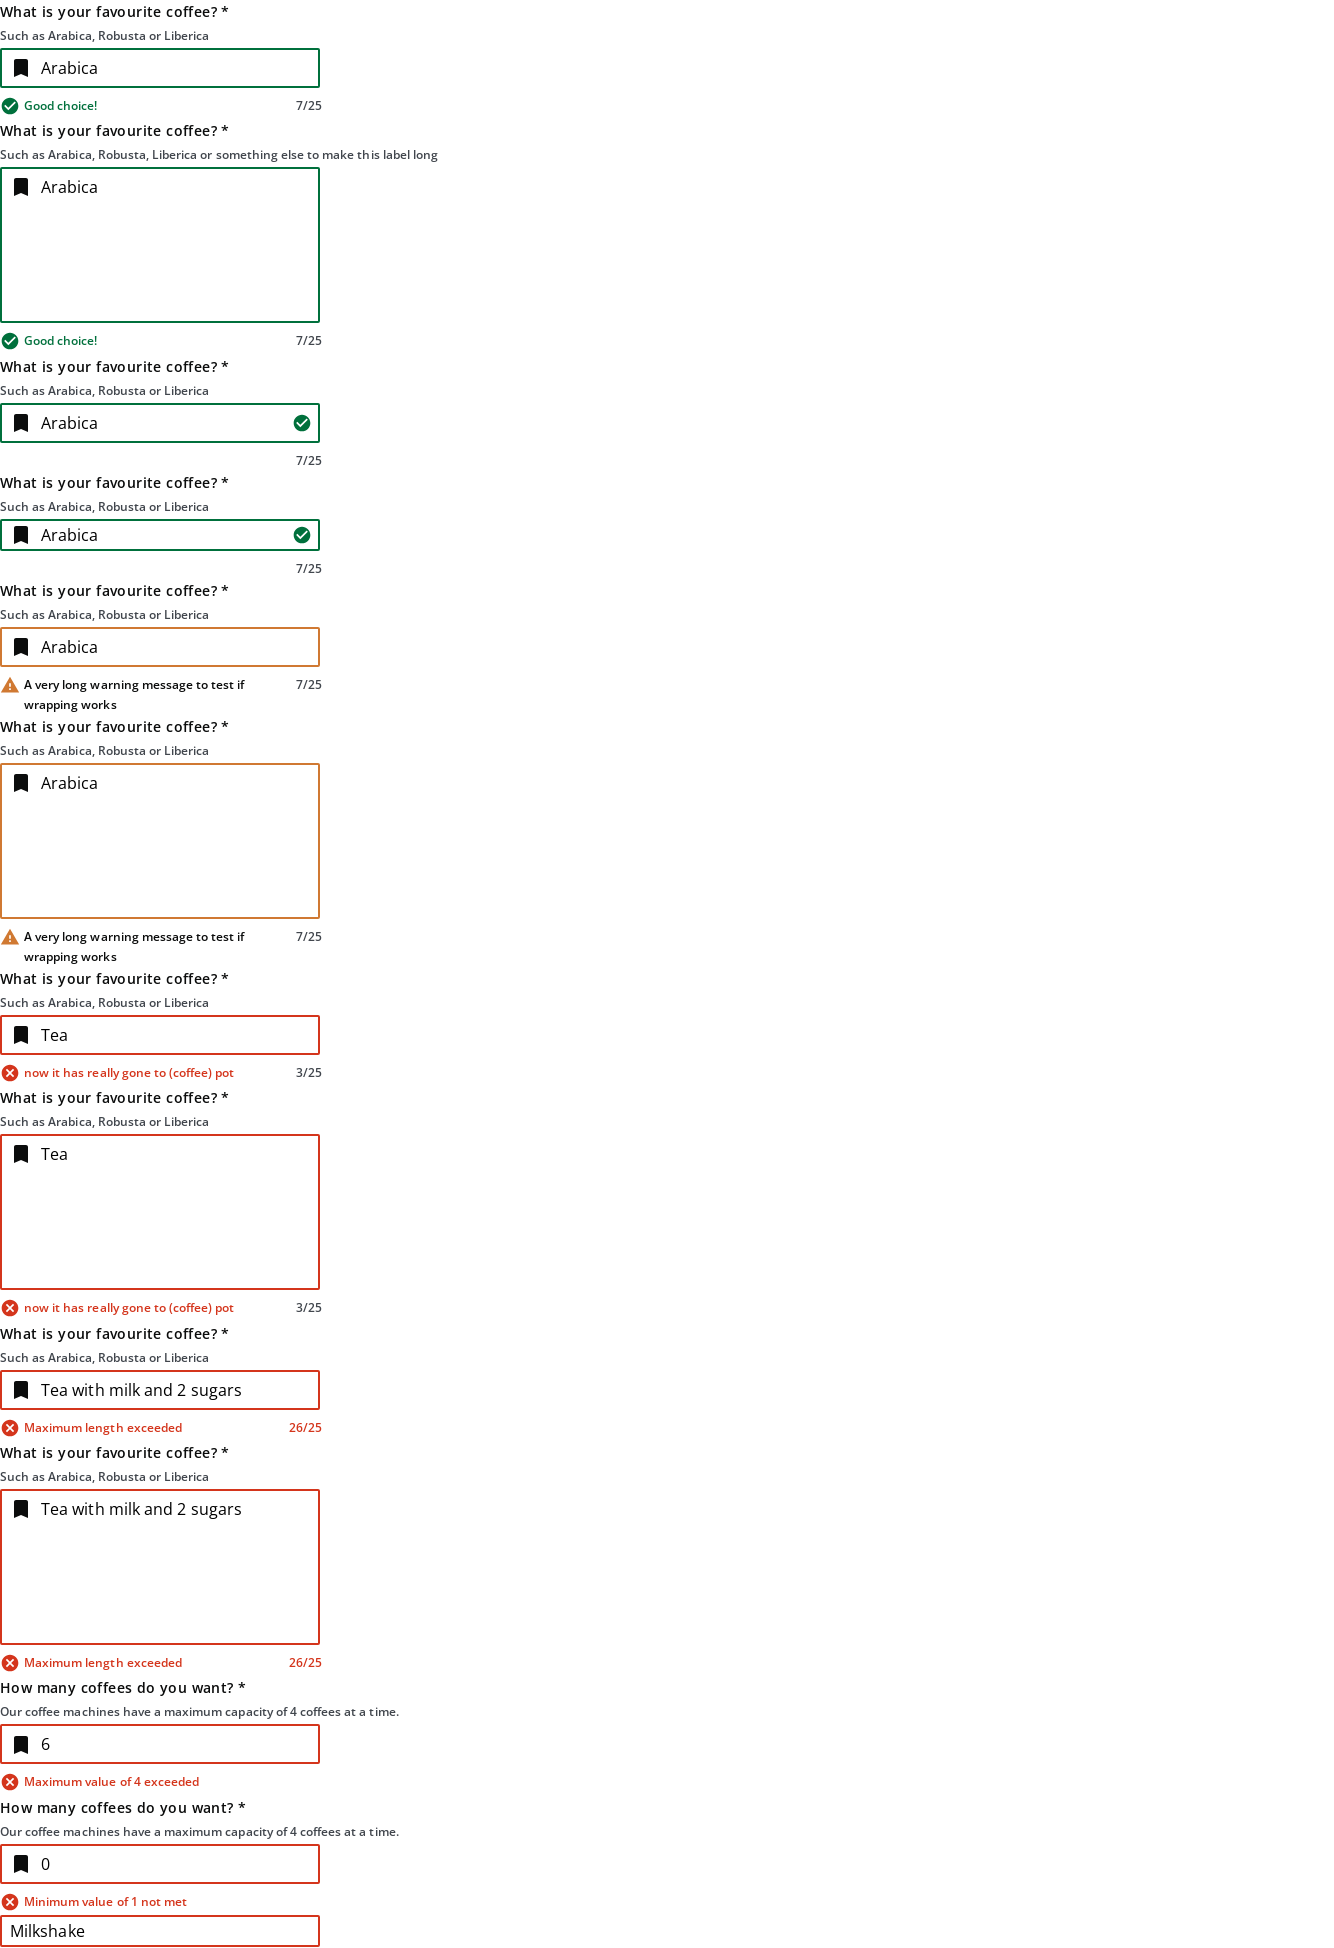 What is your favourite coffee? *
Such as Arabica, Robusta or Liberica
Arabica
Good choice! 7/25
What is your favourite coffee? *
Such as Arabica, Robusta, Liberica or something else to make this label long
Arabica
Good choice! 7/25
What is your favourite coffee? *
Such as Arabica, Robusta or Liberica
Arabica
7/25
What is your favourite coffee? *
Such as Arabica, Robusta or Liberica
Arabica
7/25
What is your favourite coffee? *
Such as Arabica, Robusta or Liberica
Arabica
A very long warning message to test if 7/25
wrapping works
What is your favourite coffee? *
Such as Arabica, Robusta or Liberica
Arabica
A very long warning message to test if 7/25
wrapping works
What is your favourite coffee? *
Such as Arabica, Robusta or Liberica
Tea
now it has really gone to (coffee) pot 3/25
What is your favourite coffee? *
Such as Arabica, Robusta or Liberica
Tea
now it has really gone to (coffee) pot 3/25
What is your favourite coffee? *
Such as Arabica, Robusta or Liberica
Tea with milk and 2 sugars
Maximum length exceeded 26/25
What is your favourite coffee? *
Such as Arabica, Robusta or Liberica
Tea with milk and 2 sugars
Maximum length exceeded 26/25
How many coffees do you want? *
Our coffee machines have a maximum capacity of 4 coffees at a time.
6
Maximum value of 4 exceeded
How many coffees do you want? *
Our coffee machines have a maximum capacity of 4 coffees at a time.
0
Minimum value of 1 not met
Milkshake